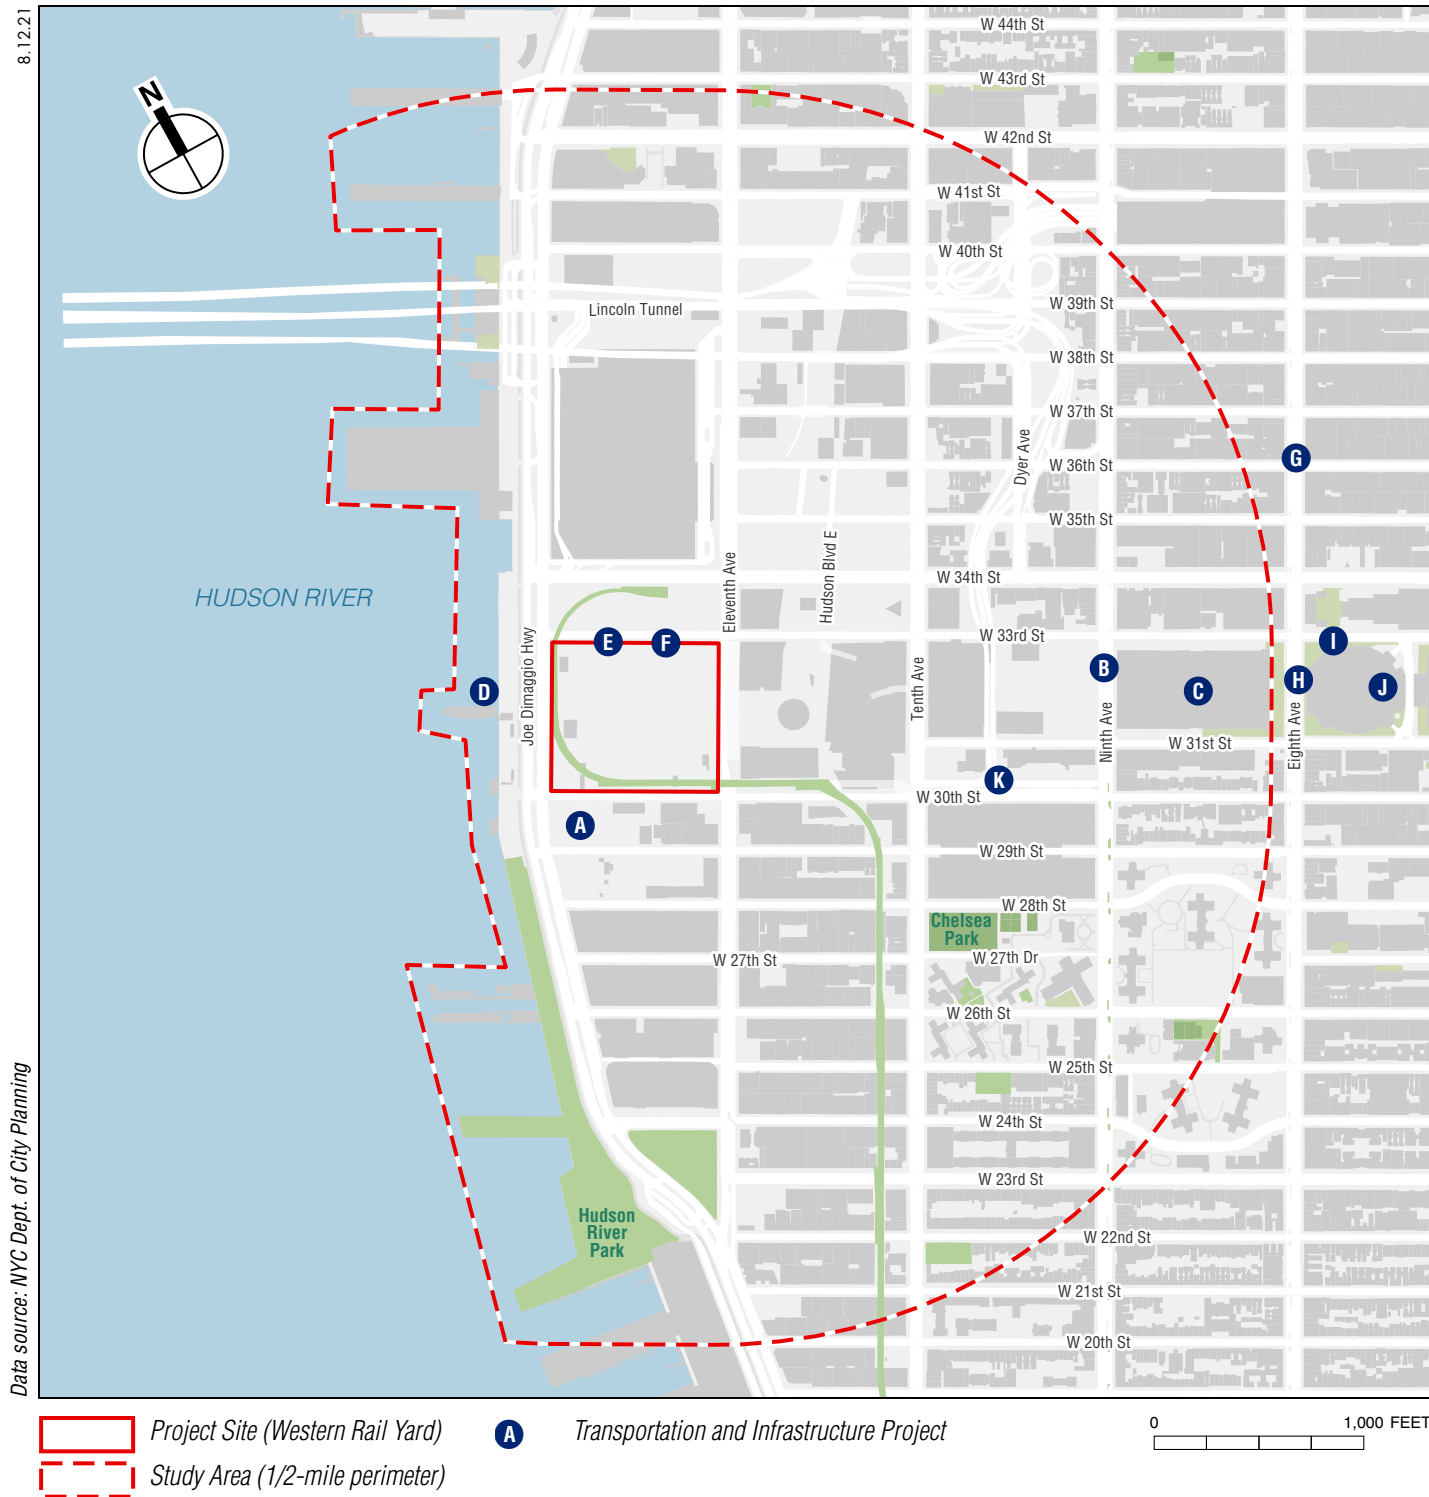 8.12.21
N
W 44th St
W 43rd St
W 42nd St
W 41st St
W 40th St
W 39th St
Lincoln Tunnel
W 38th St
W 37th St
Dyer Ave
G
W 36th St
W 35th St
Eleventh Ave
Hudson Blvd E
W 34th St
HUDSON RIVER
Joe Dimaggio Hwy
E
F
W 33rd St
I
B
D
Tenth Ave
C
H
J
Ninth Ave
Eighth Ave
W 31st St
K
W 30th St
A
W 29th St
W 28th St
Chelsea
Park
W 27th St
W 27th Dr
W 26th St
W 25th St
W 24th St
W 23rd St
Hudson
River
Park
W 22nd St
W 21st St
W 20th St
Data source: NYC Dept. of City Planning
Project Site (Western Rail Yard)
A
Transportation and Infrastructure Project
0
1,000 FEET
Study Area (1/2-mile perimeter)